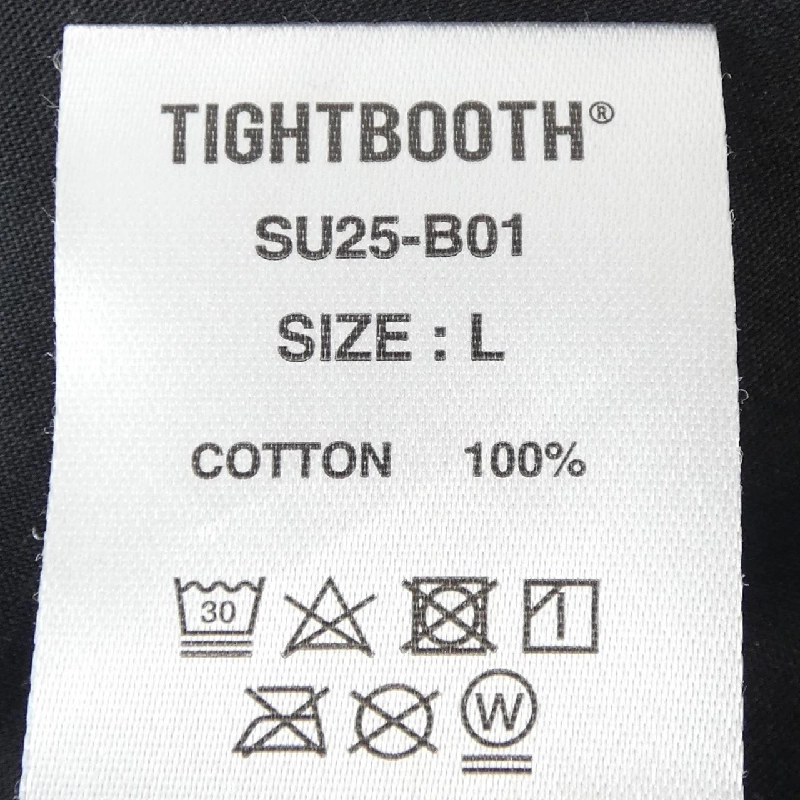 TIGHTBOOTH®
SU25-B01
SIZE : L
COTTON 100%
30
W